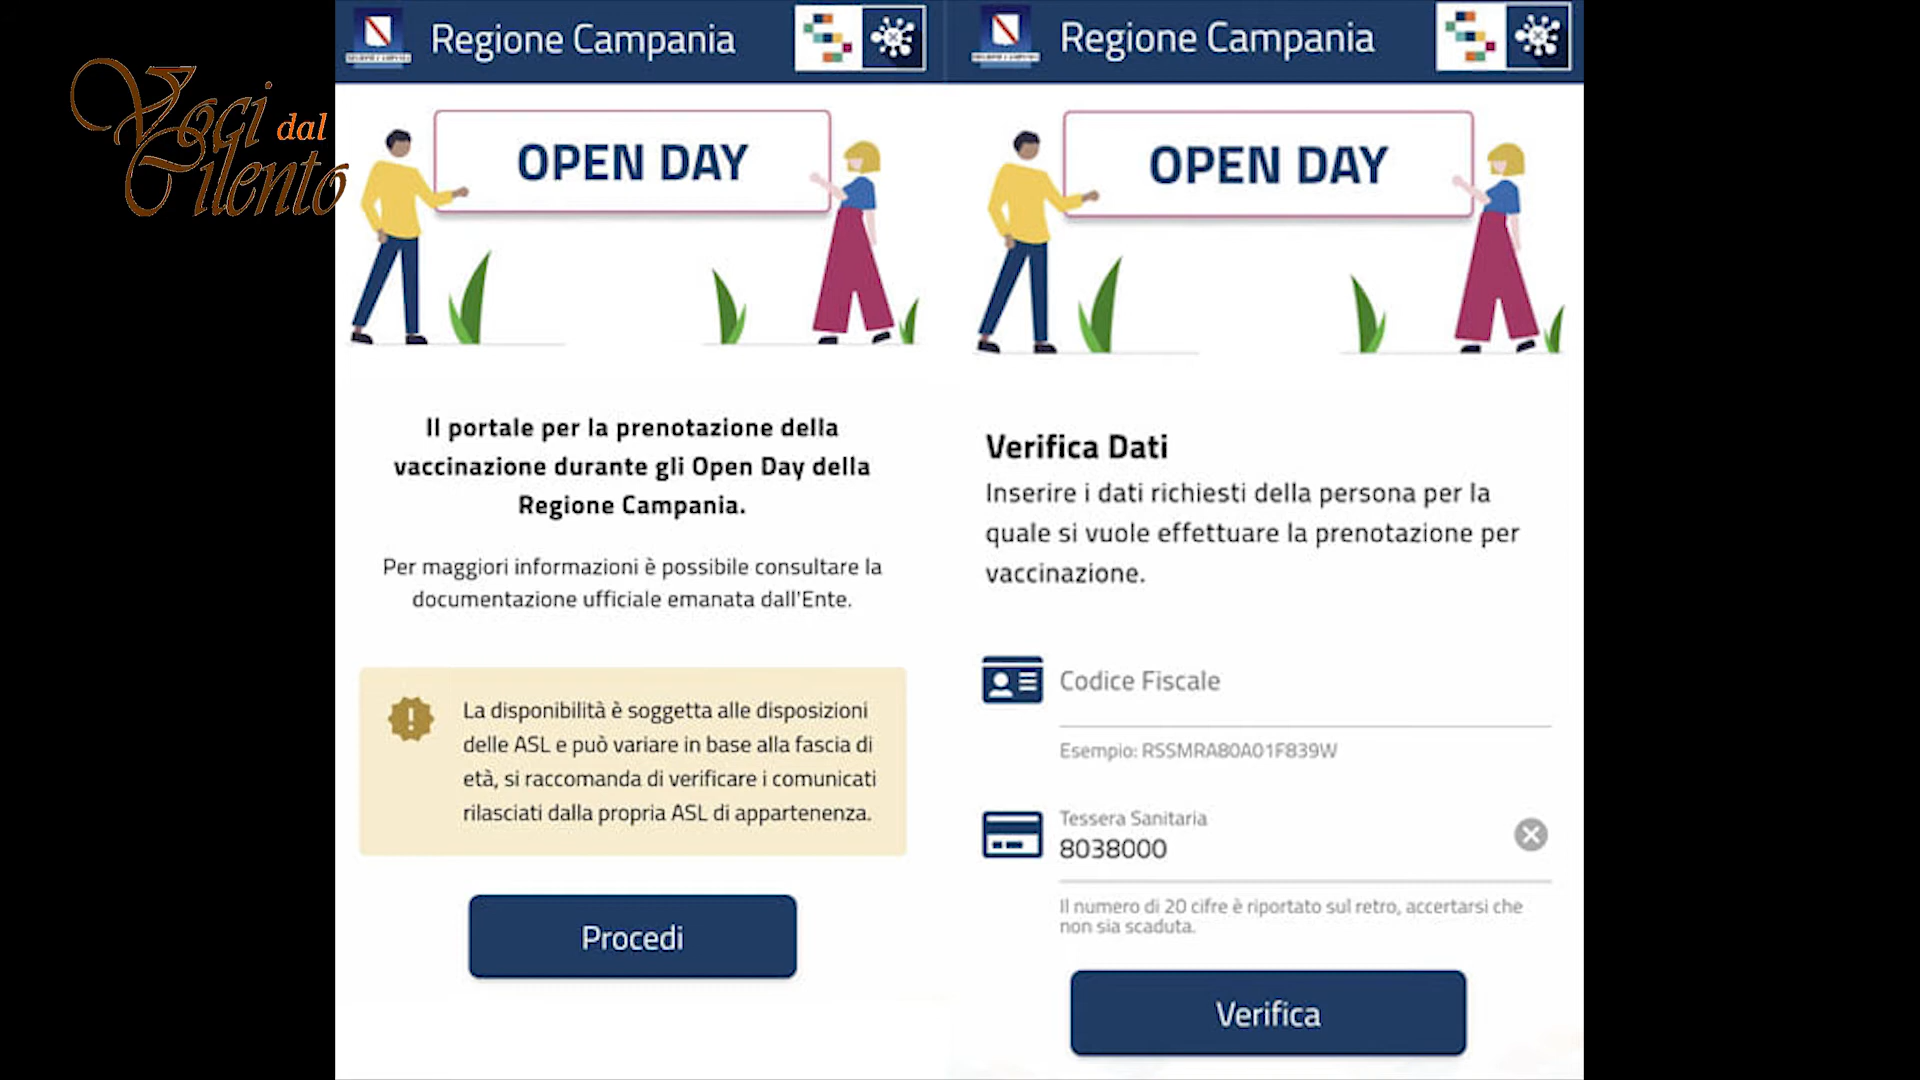 Voci dal
Cilento
Regione Campania
OPEN DAY
Il portale per la prenotazione della
vaccinazione durante gli Open Day della
Regione Campania.
Per maggiori informazioni è possibile consultare la
documentazione ufficiale emanata dall'Ente.
La disponibilità è soggetta alle disposizioni
delle ASL e può variare in base alla fascia di
età, si raccomanda di verificare i comunicati
rilasciati dalla propria ASL di appartenenza.
Procedi
Regione Campania
OPEN DAY
Verifica Dati
Inserire i dati richiesti della persona per la
quale si vuole effettuare la prenotazione per
vaccinazione.
Codice Fiscale
Esempio: RSSMRA80A01F839W
Tessera Sanitaria
8038000
Il numero di 20 cifre è riportato sul retro, accertarsi che
non sia scaduta.
Verifica